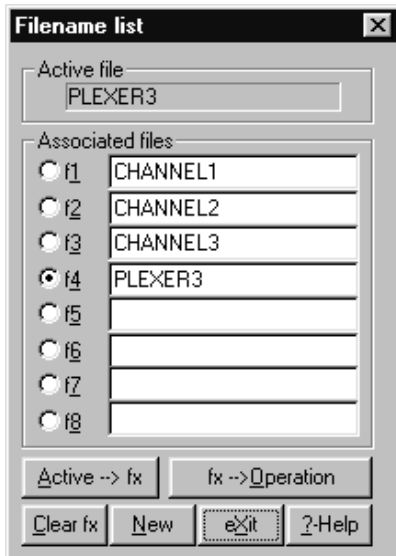 Filename list
Active file
PLEXER3
Associated files
f1 CHANNEL1
f2 CHANNEL2
f3 CHANNEL3
f4 PLEXER3
f5
f6
f7
f8
Active --> fx fx -->Operation
Clear fx New eXit ?-Help